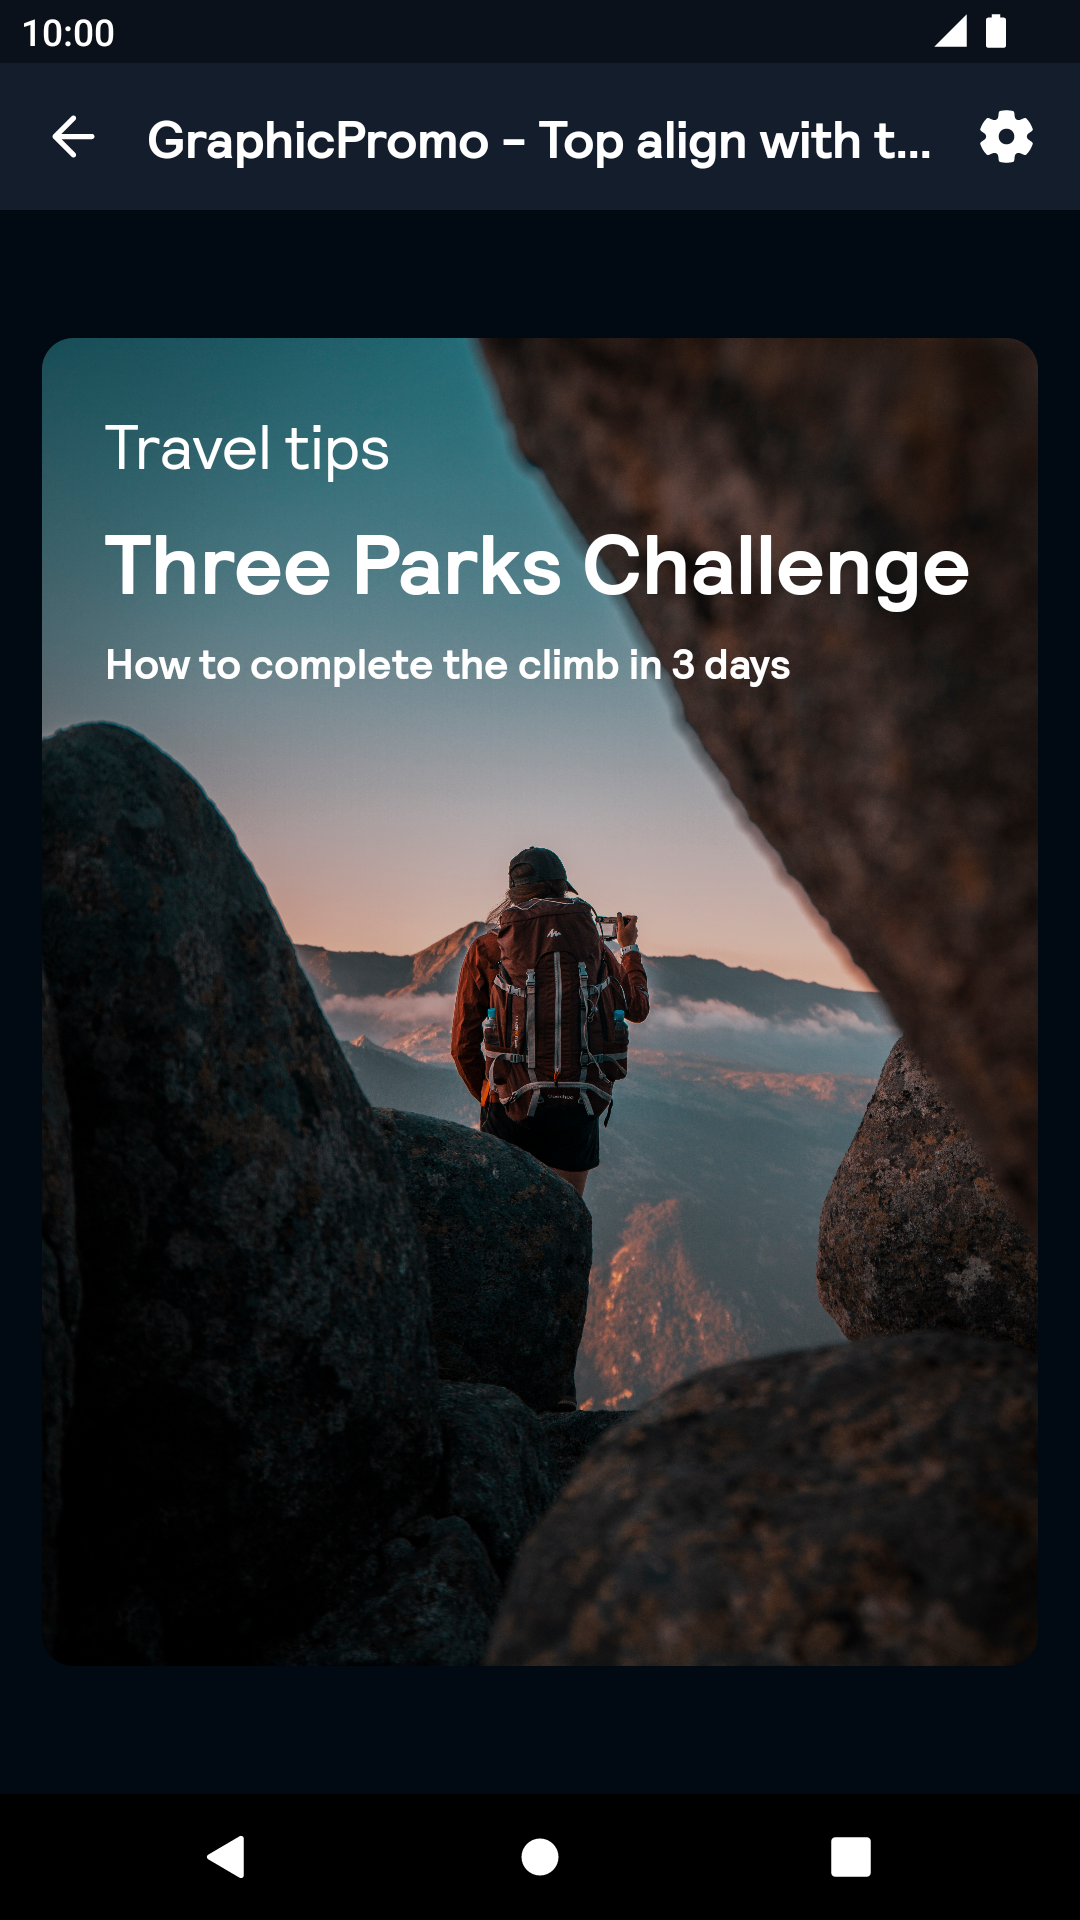 10:00
GraphicPromo - Top align with t...
Travel tips
Three Parks Challenge
How to complete the climb in 3 days